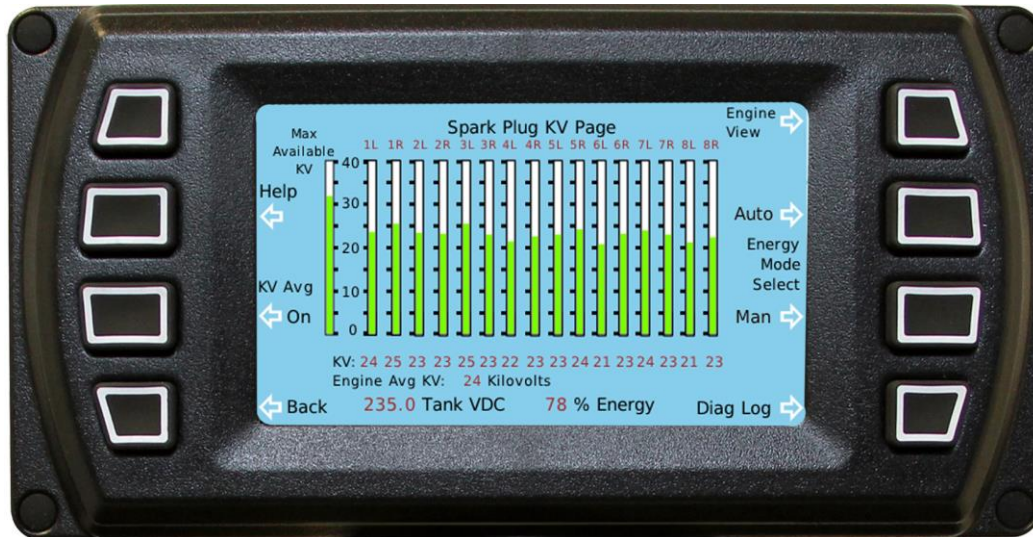 Spark Plug KV Page
Engine
View
Max
Available
KV
1L 1R 2L 2R 3L 3R 4L 4R 5L 5R 6L 6R 7L 7R 8L 8R
40
30
20
10
0
Help
KV Avg
On
Auto
Energy
Mode
Select
Man
KV: 24 25 23 23 25 23 22 23 23 24 21 23 24 23 21 23
Engine Avg KV: 24 Kilovolts
Back 235.0 Tank VDC 78 % Energy Diag Log